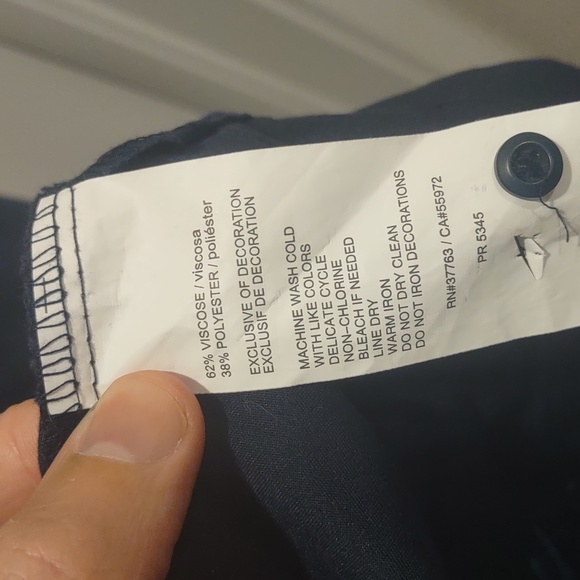 62% VISCOSE / viscosa
38% POLYESTER / poliéster
EXCLUSIVE OF DECORATION
EXCLUSIF DE DECORATION
MACHINE WASH COLD
WITH LIKE COLORS
DELICATE CYCLE
NON-CHLORINE
BLEACH IF NEEDED
LINE DRY
WARM IRON
DO NOT DRY CLEAN
DO NOT IRON DECORATIONS
RN#37763 / CA#55972
PR 5345